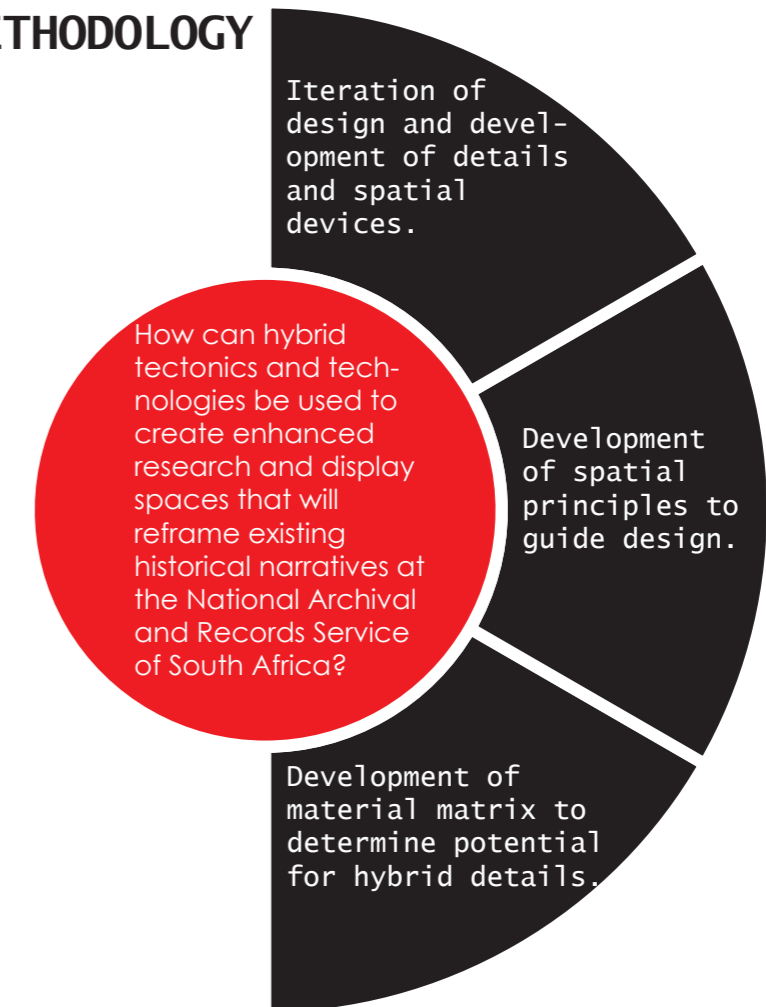 ETHODOLOGY
Iteration of
design and devel-
opment of details
and spatial
devices.
How can hybrid
tectonics and tech-
nologies be used to
create enhanced
research and display
spaces that will
reframe existing
historical narratives at
the National Archival
and Records Service
of South Africa?
Development
of spatial
principles to
guide design.
Development of
material matrix to
determine potential
for hybrid details.